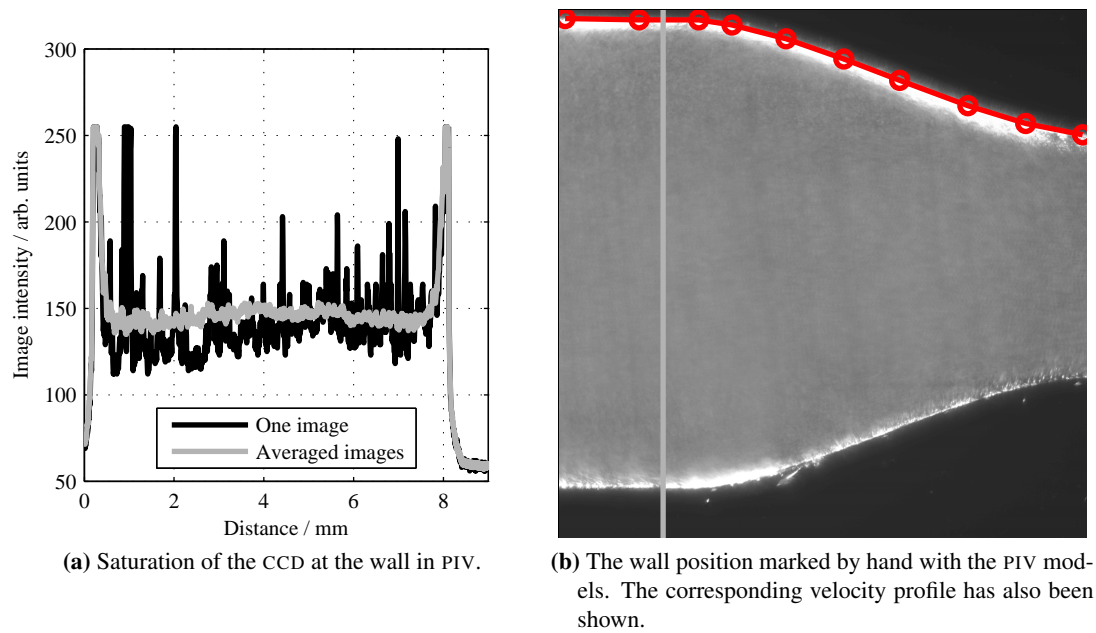 300
250
200
150
100
50
Image intensity / arb. units
One image
Averaged images
0 2 4 6 8
Distance / mm
(a) Saturation of the CCD at the wall in PIV.
(b) The wall position marked by hand with the PIV mod-
els. The corresponding velocity profile has also been
shown.